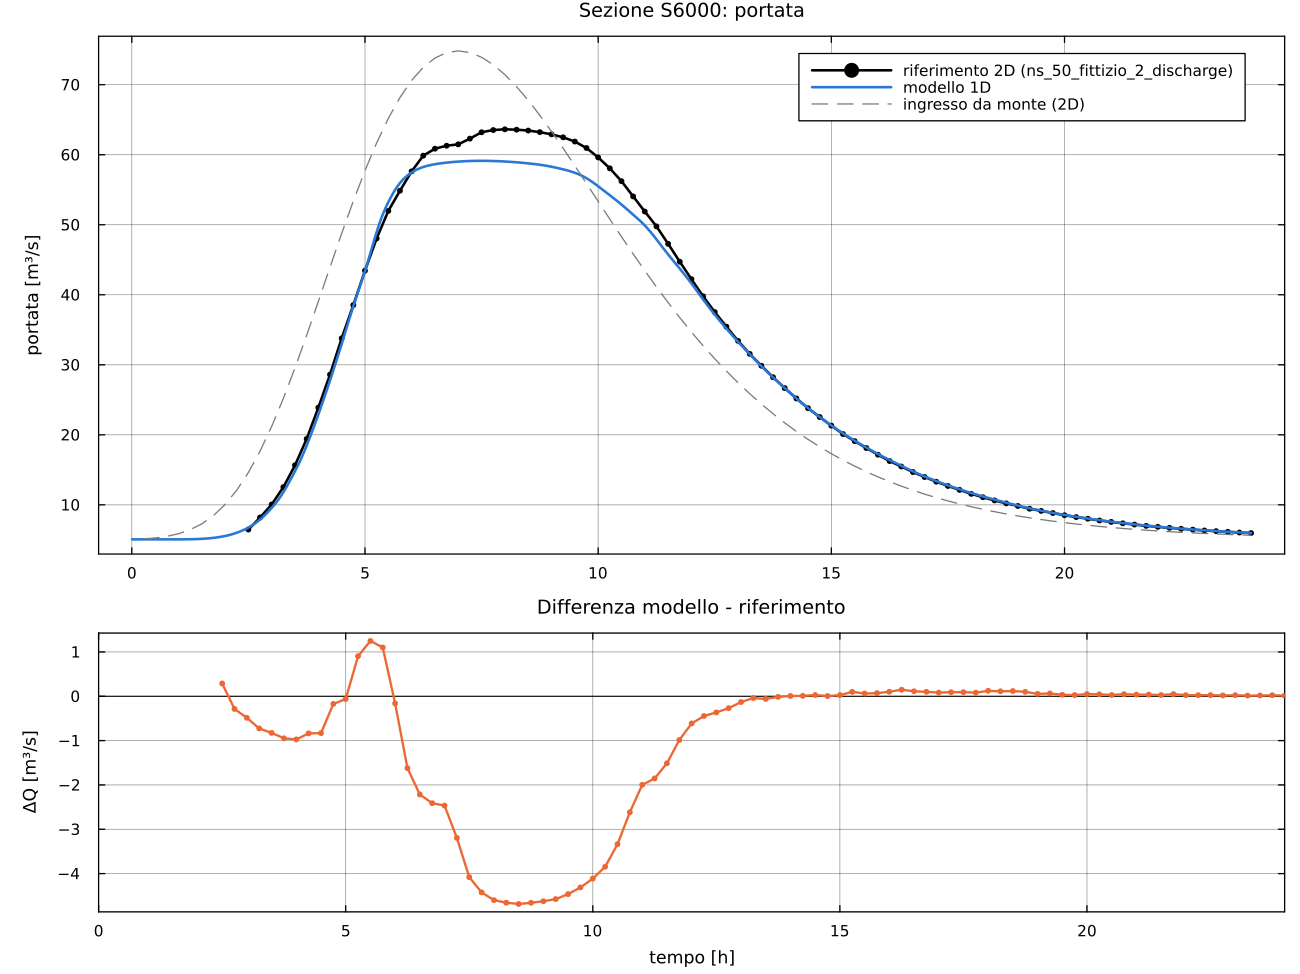 Sezione S6000: portata
portata [m³/s]
70
60
50
40
30
20
10
riferimento 2D (ns_50_fittizio_2_discharge)
modello 1D
ingresso da monte (2D)
0 5 10 15 20
Differenza modello - riferimento
ΔQ [m³/s]
1
0
−1
−2
−3
−4
0 5 10 15 20
tempo [h]